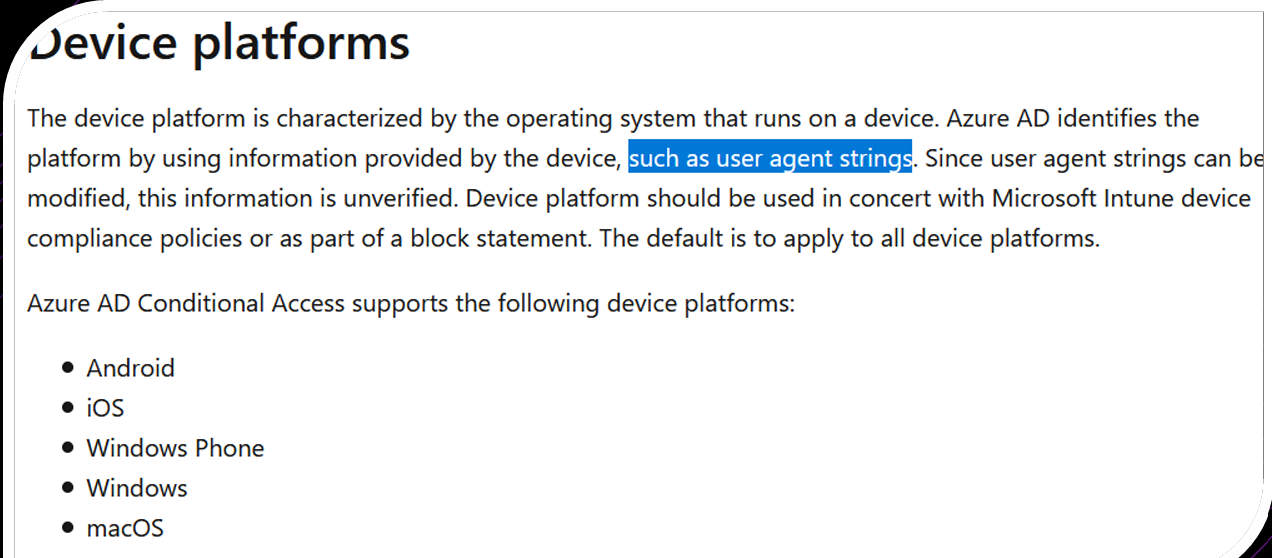 Device platforms
The device platform is characterized by the operating system that runs on a device. Azure AD identifies the
platform by using information provided by the device, such as user agent strings. Since user agent strings can be
modified, this information is unverified. Device platform should be used in concert with Microsoft Intune device
compliance policies or as part of a block statement. The default is to apply to all device platforms.
Azure AD Conditional Access supports the following device platforms:
• Android
• iOS
• Windows Phone
• Windows
• macOS